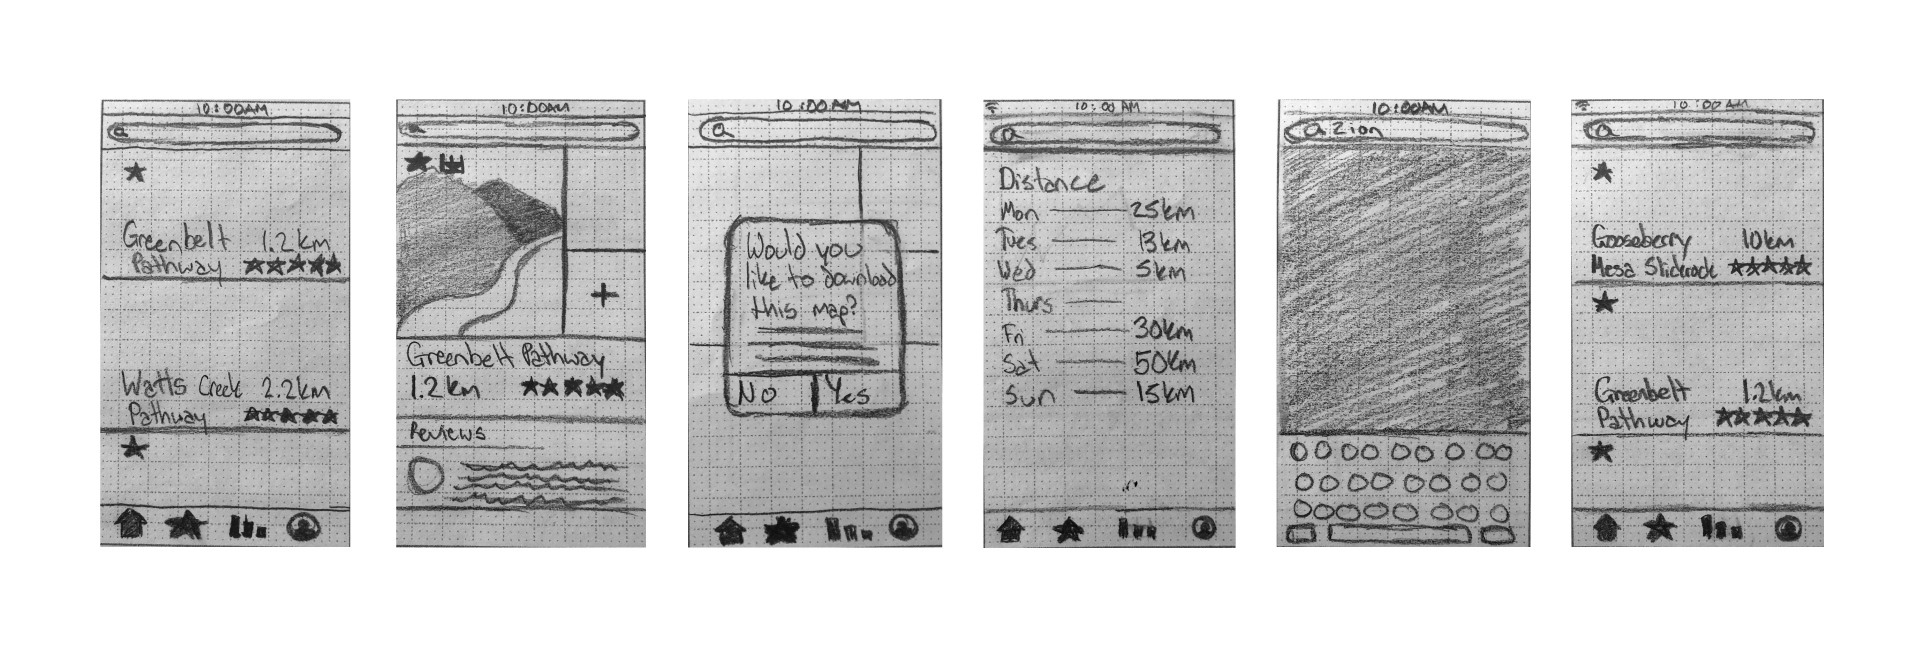 10:00AM
Greenbelt 1.2km
Pathway
Watts Creek 2.2km
Pathway
10:00AM
Greenbelt Pathway
1.2km
Reviews
10:00AM
Would you
like to download
this map?
No Yes
10:00AM
Distance
Mon 25km
Tues 13km
Wed 5km
Thurs
Fri 30km
Sat 50km
Sun 15km
10:00AM
Zion
10:00AM
Gooseberry 10km
Mesa Slickrock
Greenbelt 1.2km
Pathway